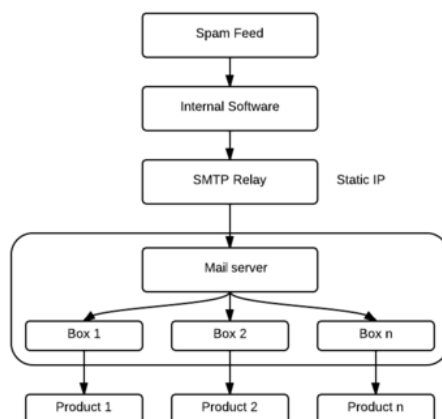 Spam Feed
Internal Software
SMTP Relay
Static IP
Mail server
Box 1
Box 2
Box n
Product 1
Product 2
Product n